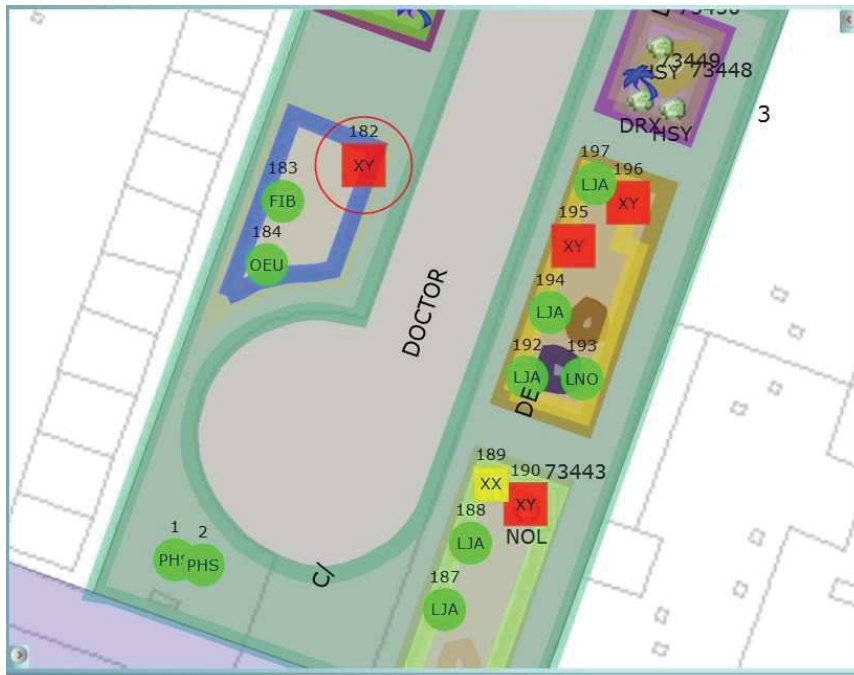 73449
HSY 73448
DRX
HSY
3
182
XY
183
FIB
184
OEU
197
LJA
196
XY
195
XY
194
LJA
192
LJA
193
LNO
DOCTOR
DE
189
XX
190
XY
73443
NOL
188
LJA
187
LJA
1
PHS
2
PHS
C/